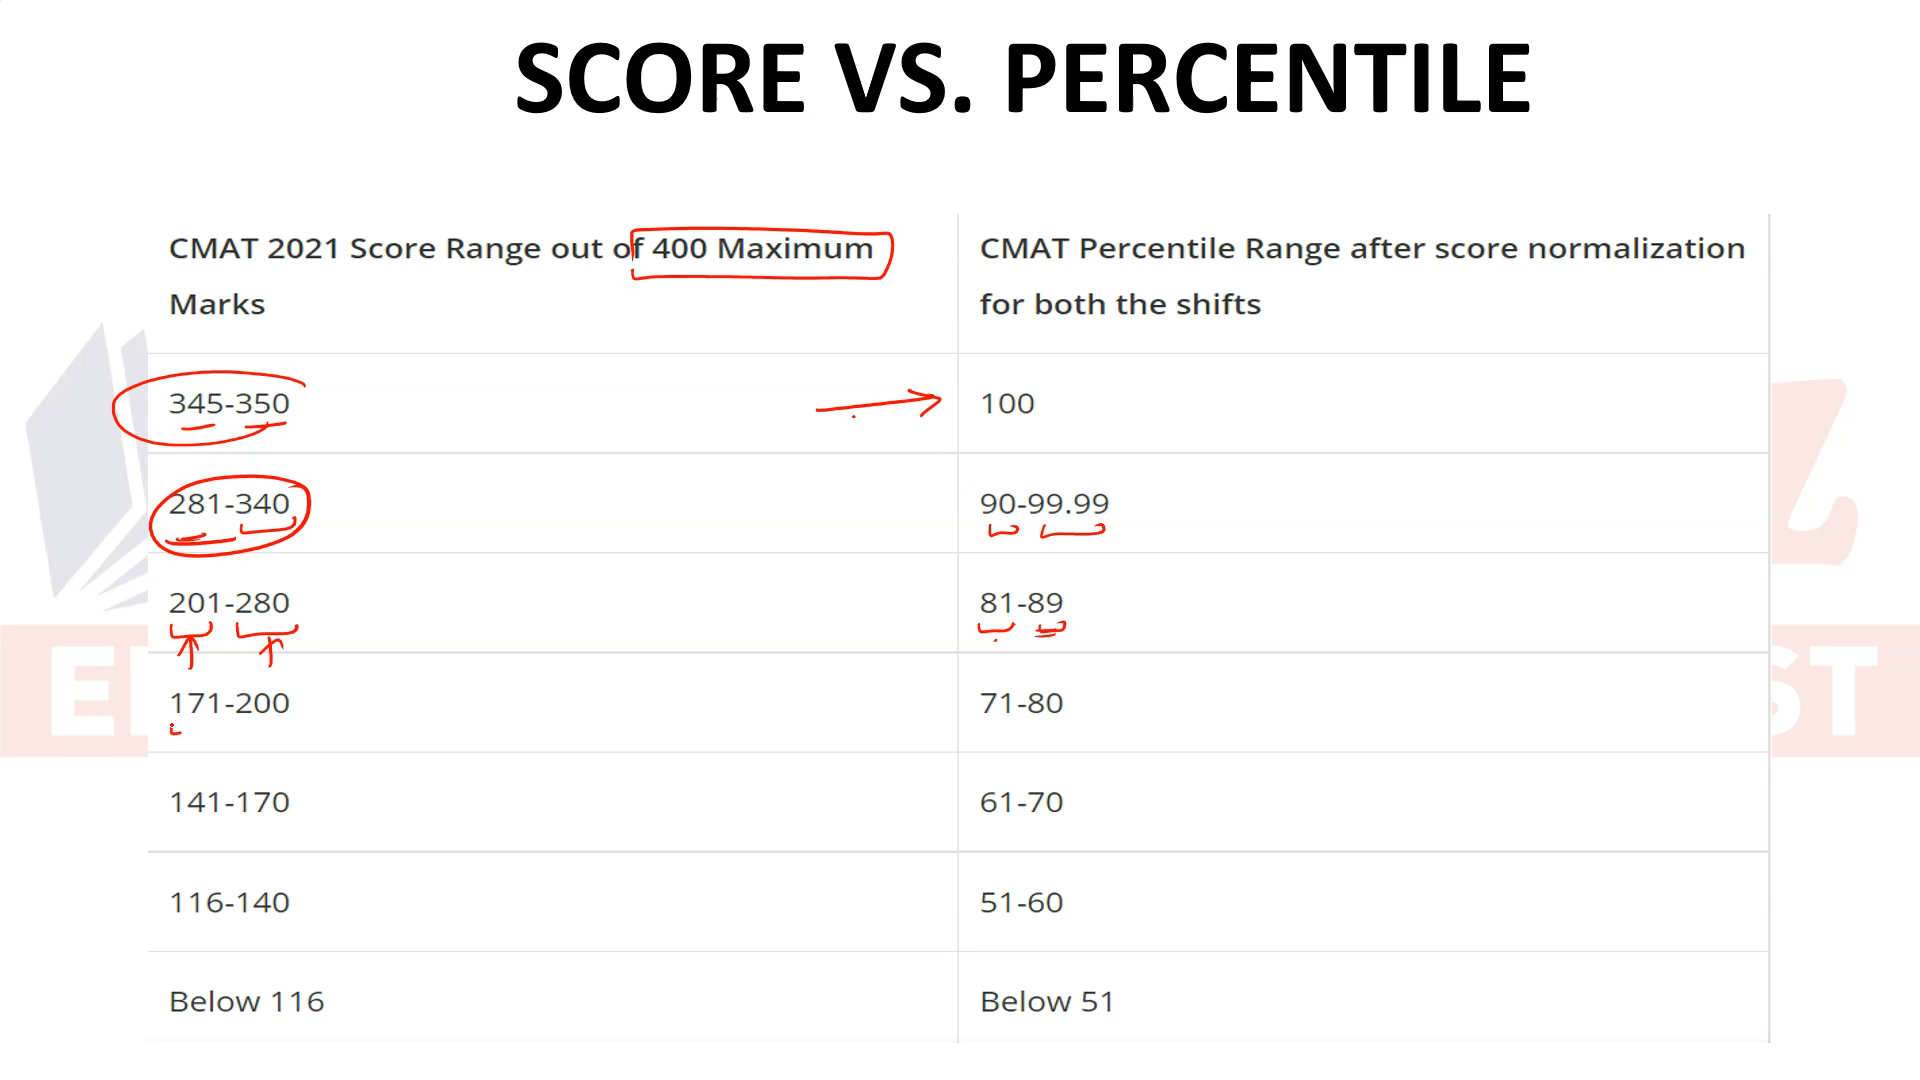 SCORE VS. PERCENTILE
CMAT 2021 Score Range out of 400 Maximum
Marks
CMAT Percentile Range after score normalization
for both the shifts
345-350
100
281-340
90-99.99
201-280
81-89
171-200
71-80
141-170
61-70
116-140
51-60
Below 116
Below 51